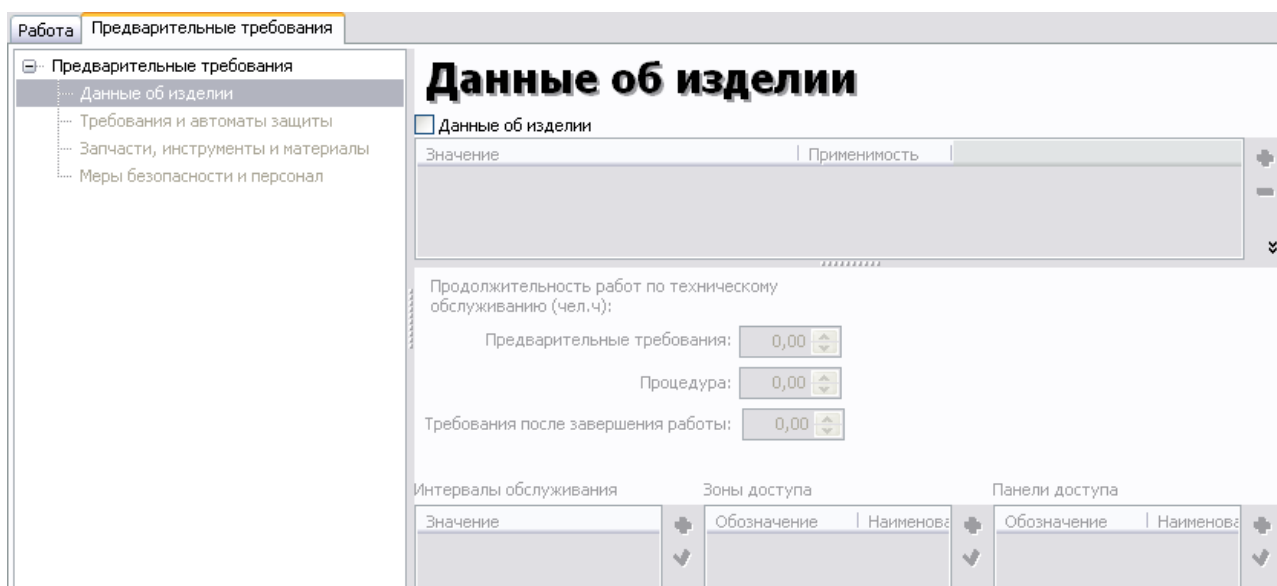 Работа
Предварительные требования
Предварительные требования
Данные об изделии
Требования и автоматы защиты
Запчасти, инструменты и материалы
Меры безопасности и персонал
Данные об изделии
Данные об изделии
Значение Применимость
Продолжительность работ по техническому
обслуживанию (чел.ч):
Предварительные требования: 0,00
Процедура: 0,00
Требования после завершения работы: 0,00
Интервалы обслуживания Зоны доступа Панели доступа
Значение Обозначение Наименова Обозначение Наименова